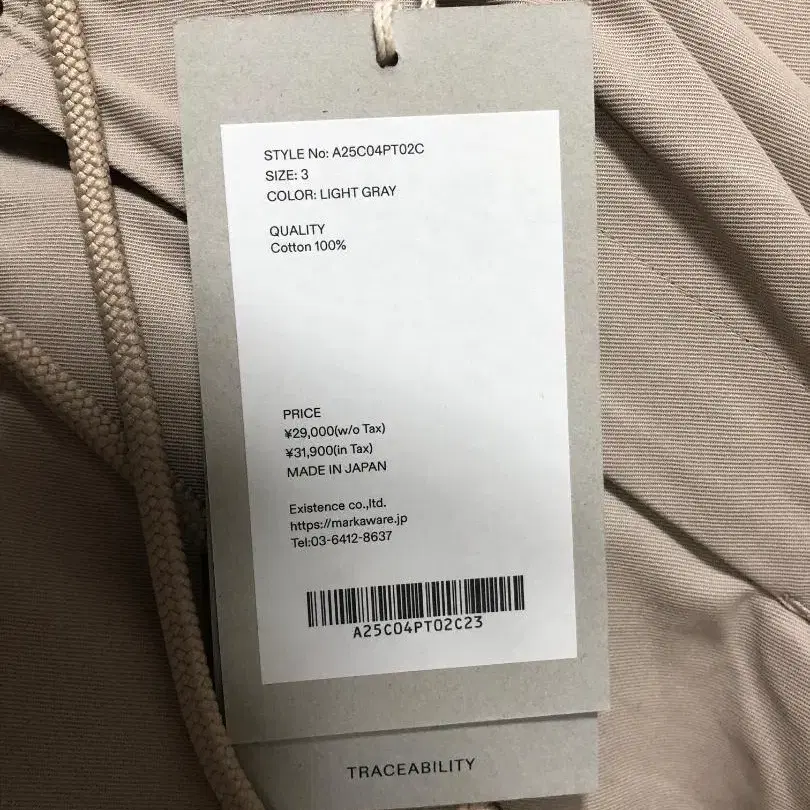 STYLE No: A25C04PT02C
SIZE: 3
COLOR: LIGHT GRAY
QUALITY
Cotton 100%
PRICE
¥29,000(w/o Tax)
¥31,900(in Tax)
MADE IN JAPAN
Existence co.,ltd.
https://markaware.jp
Tel:03-6412-8637
A25C04PT02C23
TRACEABILITY